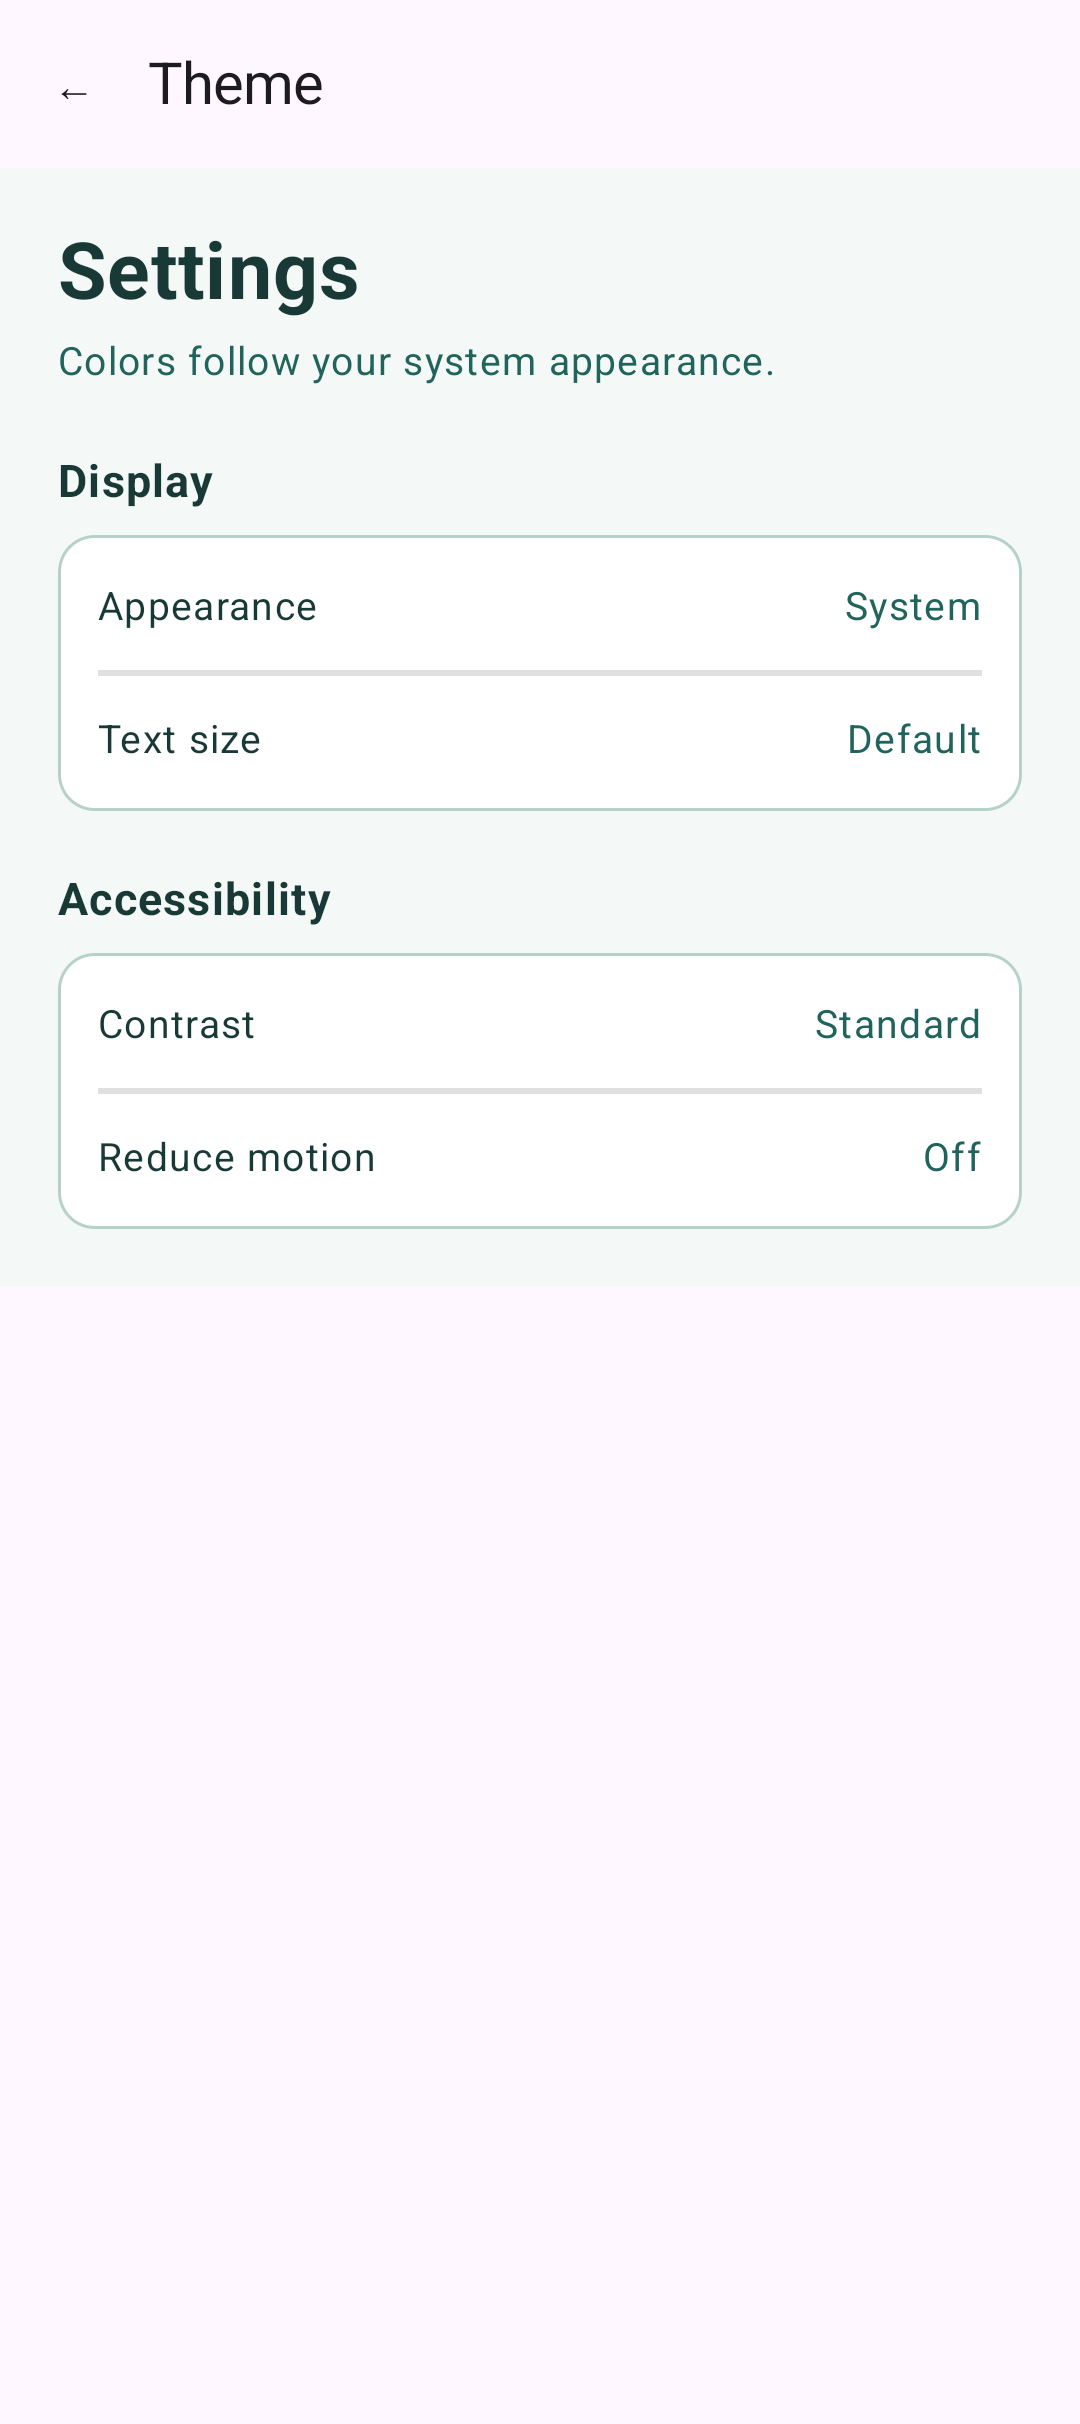 ← Theme
Settings
Colors follow your system appearance.
Display
Appearance System
Text size Default
Accessibility
Contrast Standard
Reduce motion Off